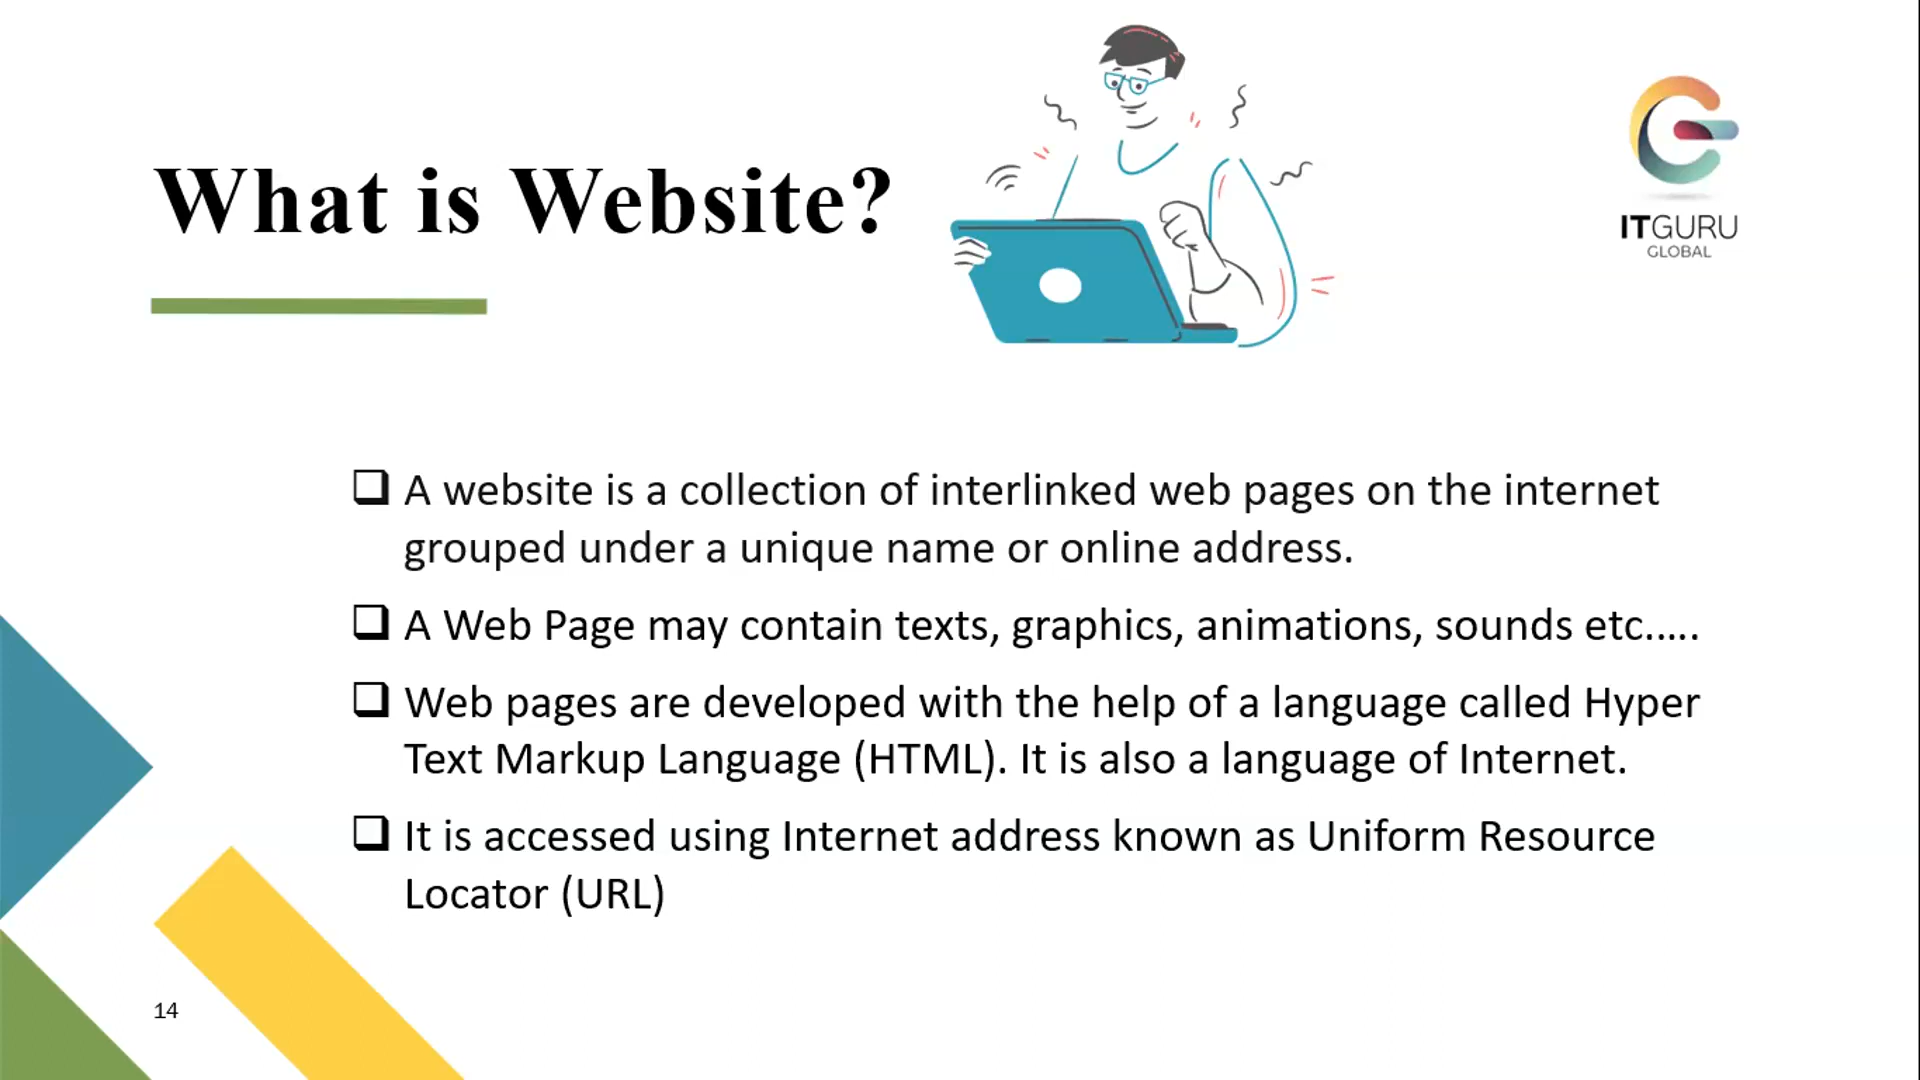 What is Website?
ITGURU
GLOBAL
A website is a collection of interlinked web pages on the internet
grouped under a unique name or online address.
A Web Page may contain texts, graphics, animations, sounds etc.....
Web pages are developed with the help of a language called Hyper
Text Markup Language (HTML). It is also a language of Internet.
It is accessed using Internet address known as Uniform Resource
Locator (URL)
14